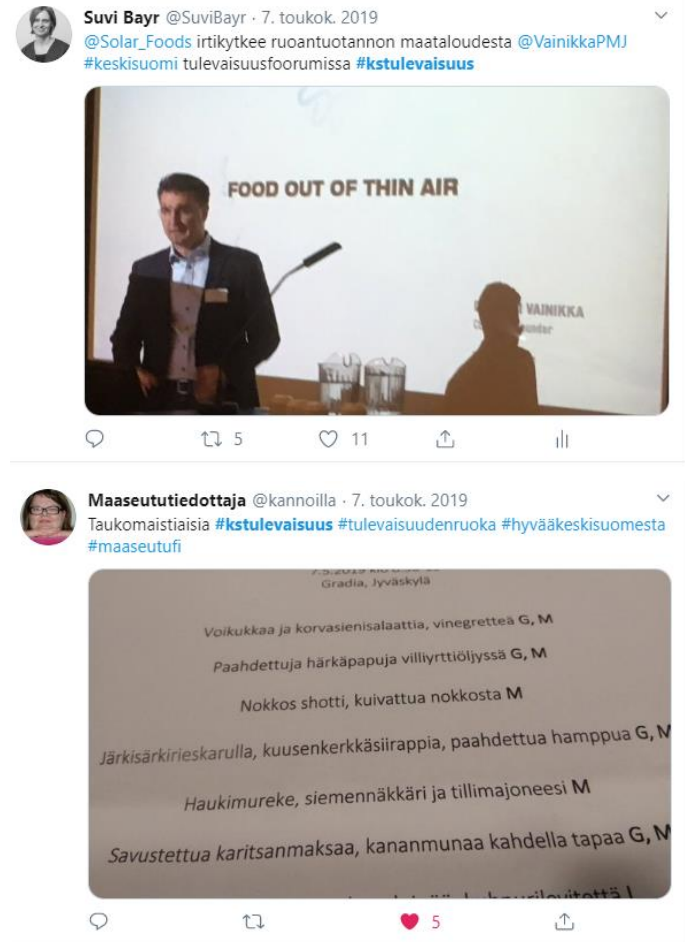 Suvi Bayr @SuviBayr · 7. toukok. 2019
@Solar_Foods irtikytkee ruoantuotannon maataloudesta @VainikkaPMJ
#keskisuomi tulevaisuusfoorumissa #kstulevaisuus
FOOD OUT OF THIN AIR
VAINIKKA
5 11
Maaseututiedottaja @kannoilla · 7. toukok. 2019
Taukomaistiaisia #kstulevaisuus #tulevaisuudenruoka #hyvääkeskisuomesta
#maaseutufi
Gradia, Jyväskylä
Voikukkaa ja korvasienisalaattia, vinegretteä G, M
Paahdettuja härkäpapuja villiyrttiöljyssä G, M
Nokkos shotti, kuivattua nokkosta M
Järkisärkirieskarulla, kuusenkerkkäsiirappia, paahdettua hamppua G, M
Haukimureke, siemennäkkäri ja tillimajoneesi M
Savustettua karitsanmaksaa, kananmunaa kahdella tapaa G, M
5